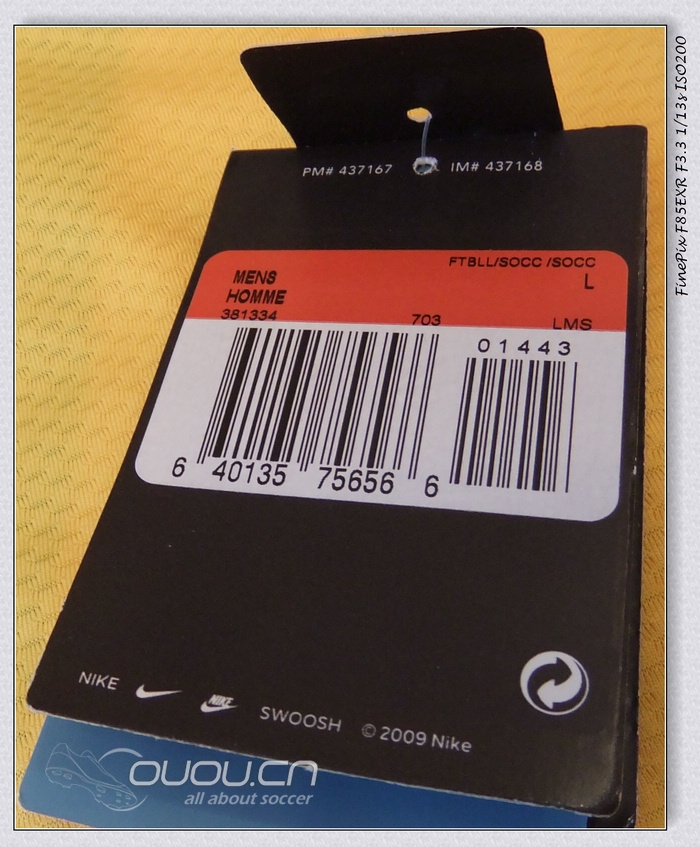 PM# 437167 IM# 437168
FTBLL/SOCC /SOCC
MENS L
HOMME
381334 703 LMS
01443
6 40135 75656 6
NIKE NIKE SWOOSH © 2009 Nike
OUOU.CN
all about soccer
FinePix F85EXR F3.3 1/13s ISO200